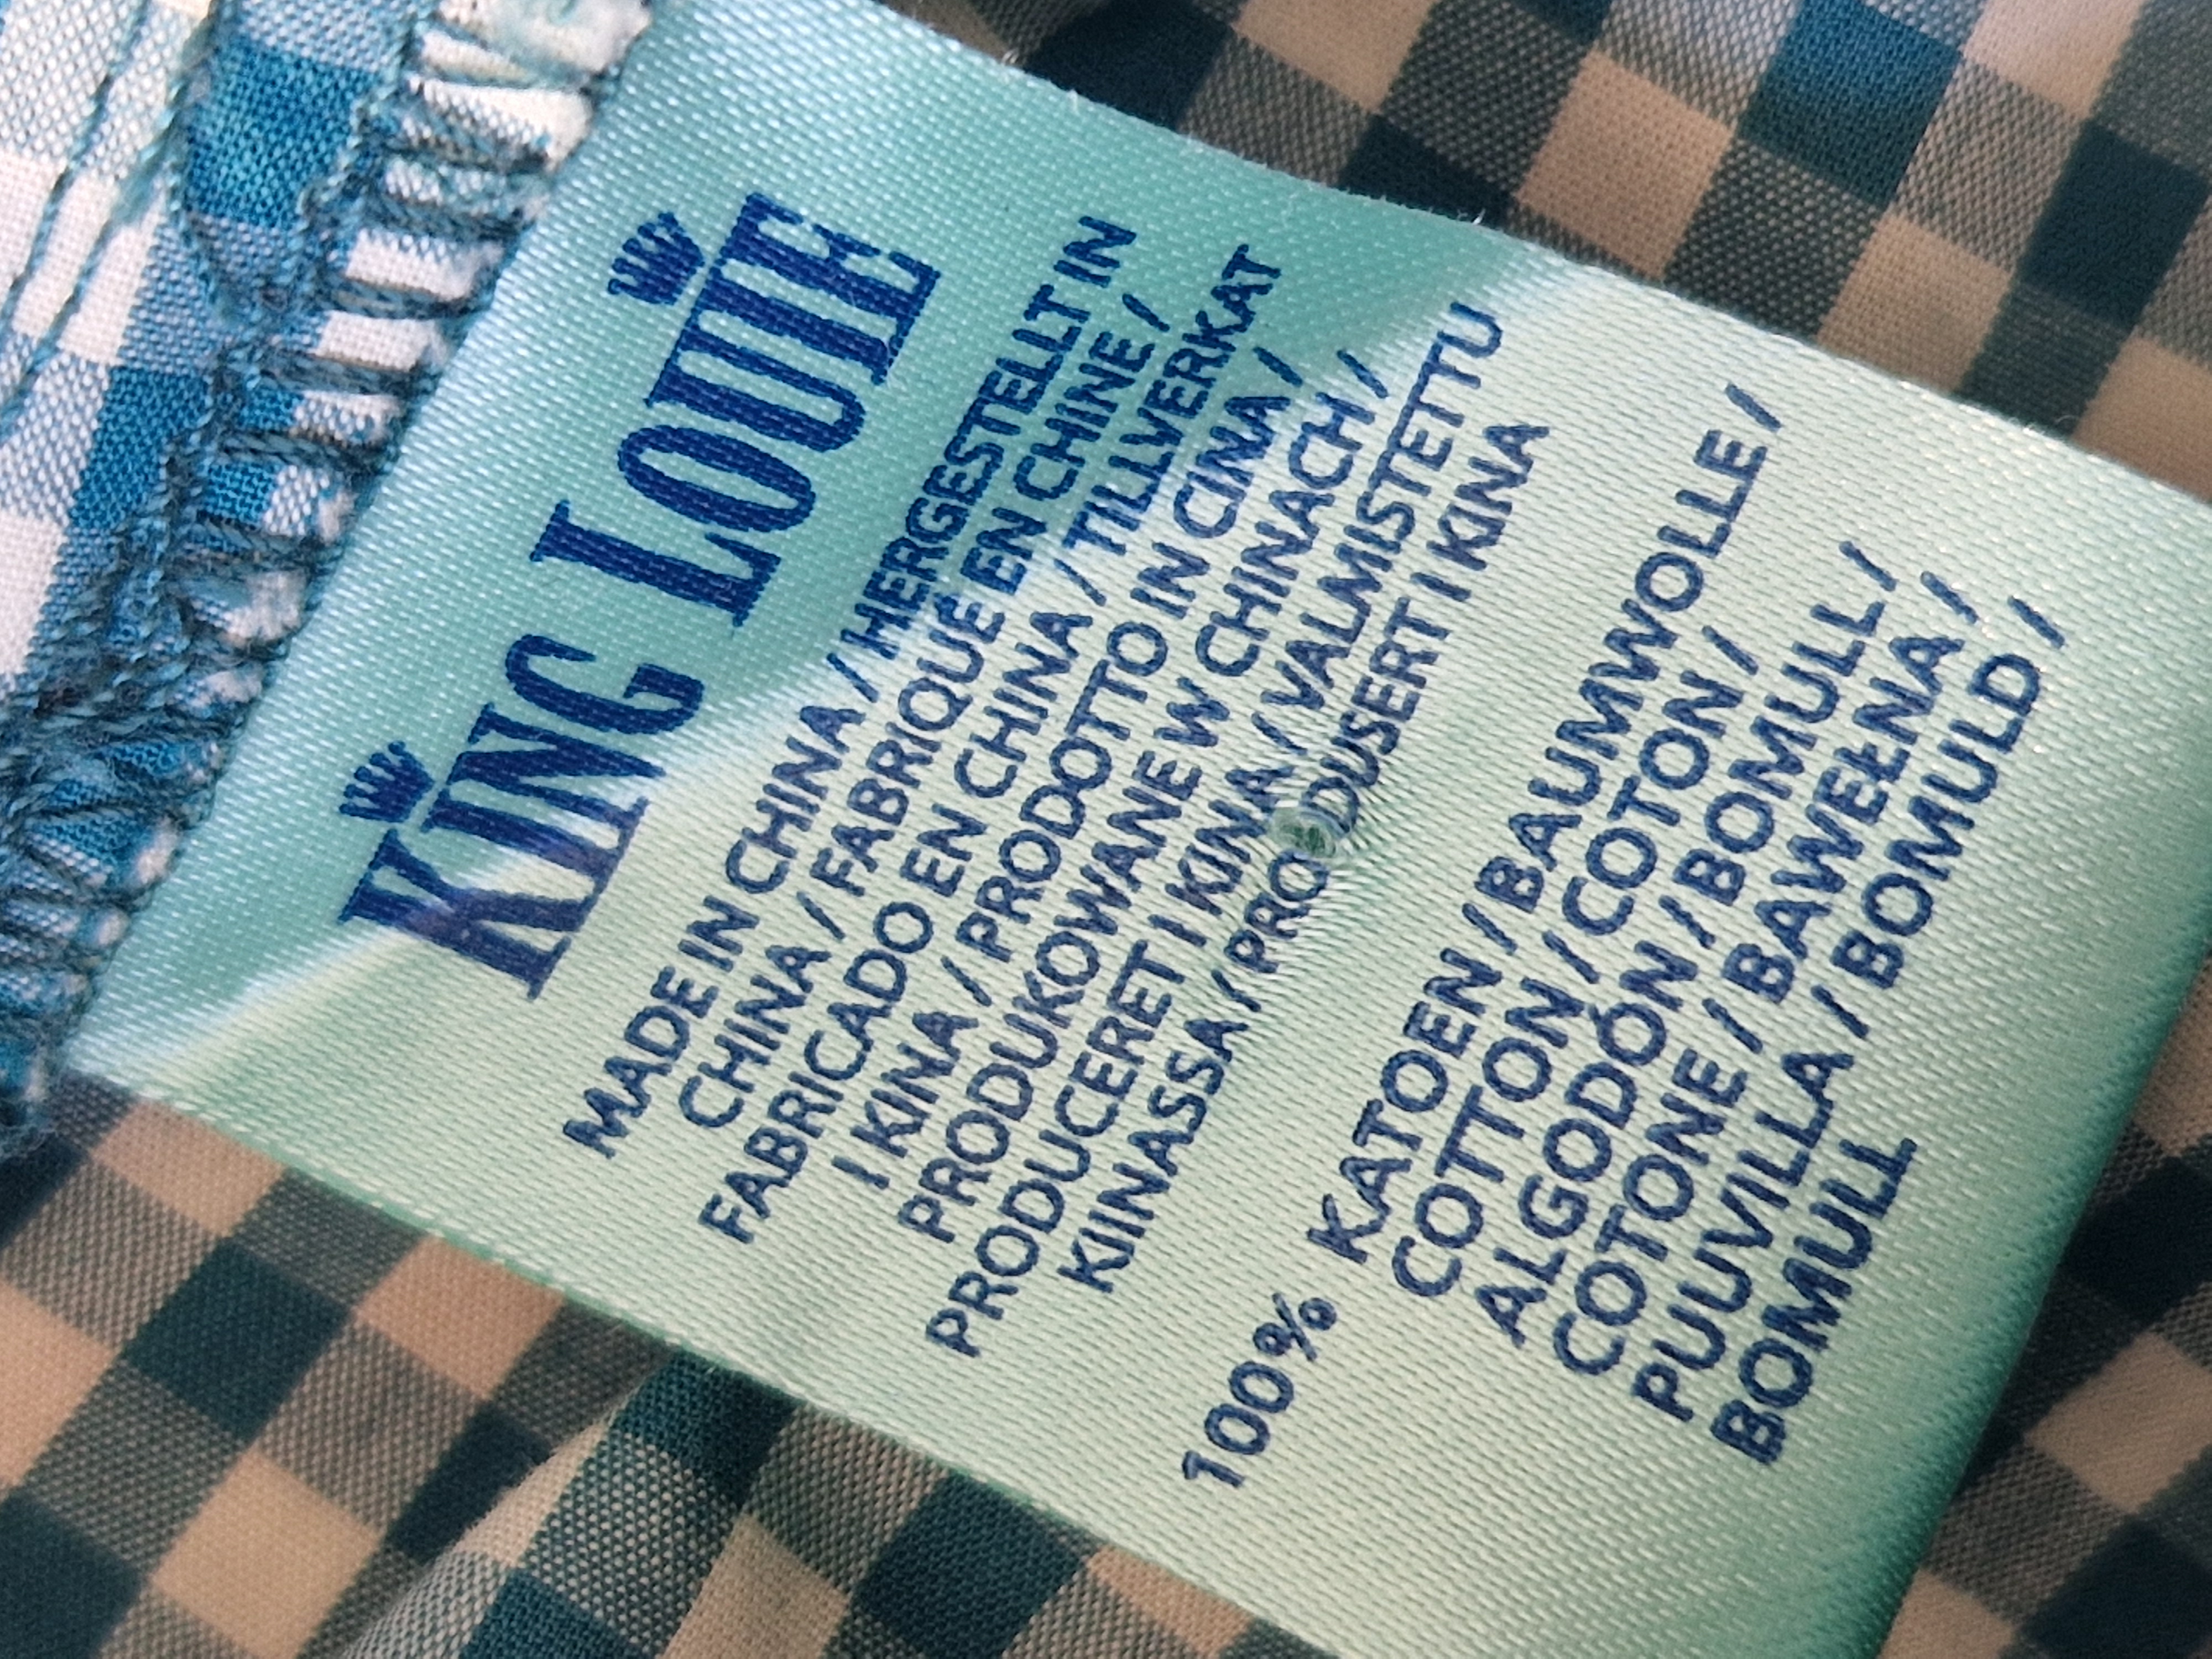 KING LOUIE
MADE IN CHINA / HERGESTELLT IN
CHINA / FABRIQUÉ EN CHINE /
FABRICADO EN CHINA / TILLVERKAT
I KINA / PRODOTTO IN CINA /
PRODUKOWANE W CHINACH /
PRODUCERET I KINA / VALMISTETTU
KIINASSA / PRODUSERT I KINA
100% KATOEN / BAUMWOLLE /
COTTON / COTON /
ALGODÓN / BOMULL /
COTONE / BAWEŁNA /
PUUVILLA / BOMULD /
BOMULL